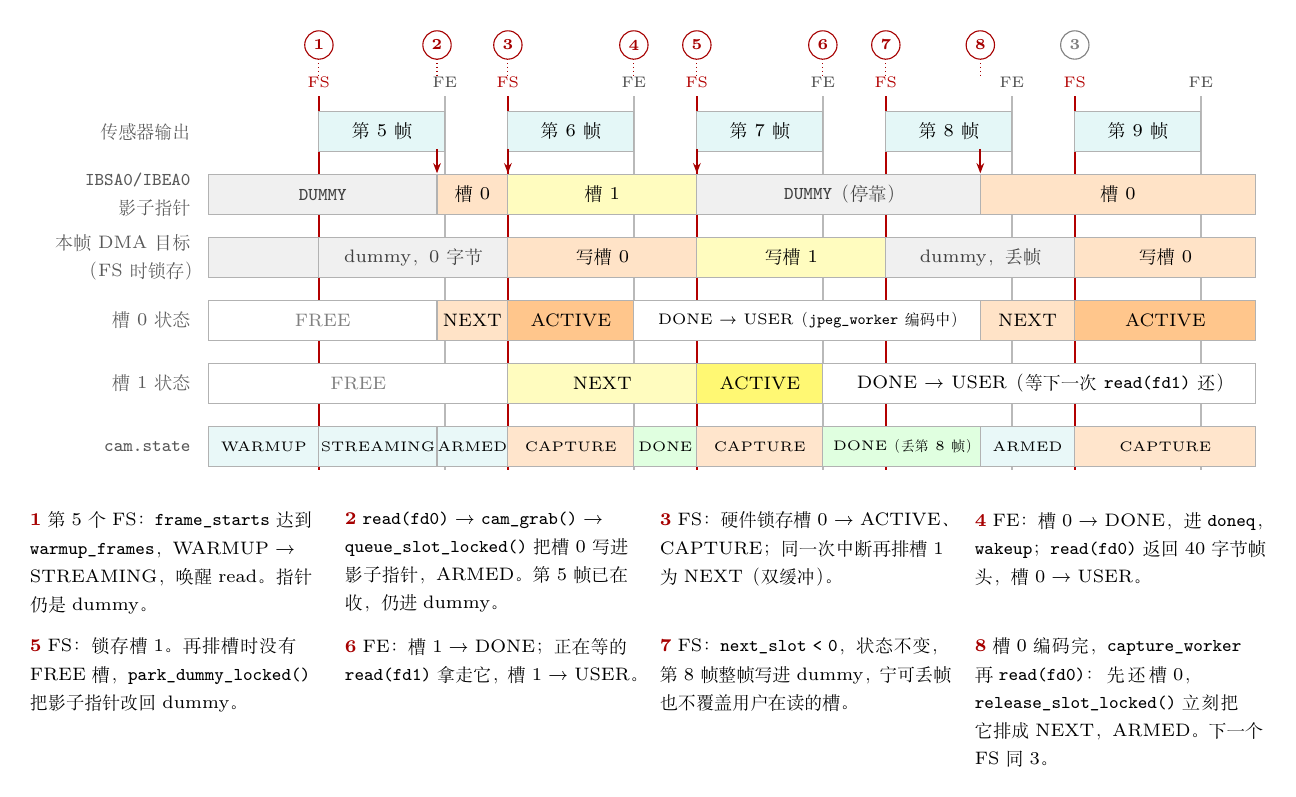 1 2 3 4 5 6 7 8 3
FS FE FS FE FS FE FS FE FS FE
传感器输出 第 5 帧 第 6 帧 第 7 帧 第 8 帧 第 9 帧
IBSA0/IBEA0
影子指针 DUMMY 槽 0 槽 1 DUMMY（停靠） 槽 0
本帧 DMA 目标
（FS 时锁存） dummy，0 字节 写槽 0 写槽 1 dummy，丢帧 写槽 0
槽 0 状态 FREE NEXT ACTIVE DONE → USER（jpeg_worker 编码中） NEXT ACTIVE
槽 1 状态 FREE NEXT ACTIVE DONE → USER（等下一次 read(fd1) 还）
cam.state WARMUP STREAMING ARMED CAPTURE DONE CAPTURE DONE（丢第 8 帧） ARMED CAPTURE
1 第 5 个 FS：frame_starts 达到
warmup_frames，WARMUP →
STREAMING，唤醒 read。指针
仍是 dummy。
2 read(fd0) → cam_grab() →
queue_slot_locked() 把槽 0 写进
影子指针，ARMED。第 5 帧已在
收，仍进 dummy。
3 FS：硬件锁存槽 0 → ACTIVE、
CAPTURE；同一次中断再排槽 1
为 NEXT（双缓冲）。
4 FE：槽 0 → DONE，进 doneq，
wakeup；read(fd0) 返回 40 字节帧
头，槽 0 → USER。
5 FS：锁存槽 1。再排槽时没有
FREE 槽，park_dummy_locked()
把影子指针改回 dummy。
6 FE：槽 1 → DONE；正在等的
read(fd1) 拿走它，槽 1 → USER。
7 FS：next_slot < 0，状态不变，
第 8 帧整帧写进 dummy，宁可丢帧
也不覆盖用户在读的槽。
8 槽 0 编码完，capture_worker
再 read(fd0)：先还槽 0，
release_slot_locked() 立刻把
它排成 NEXT，ARMED。下一个
FS 同 3。